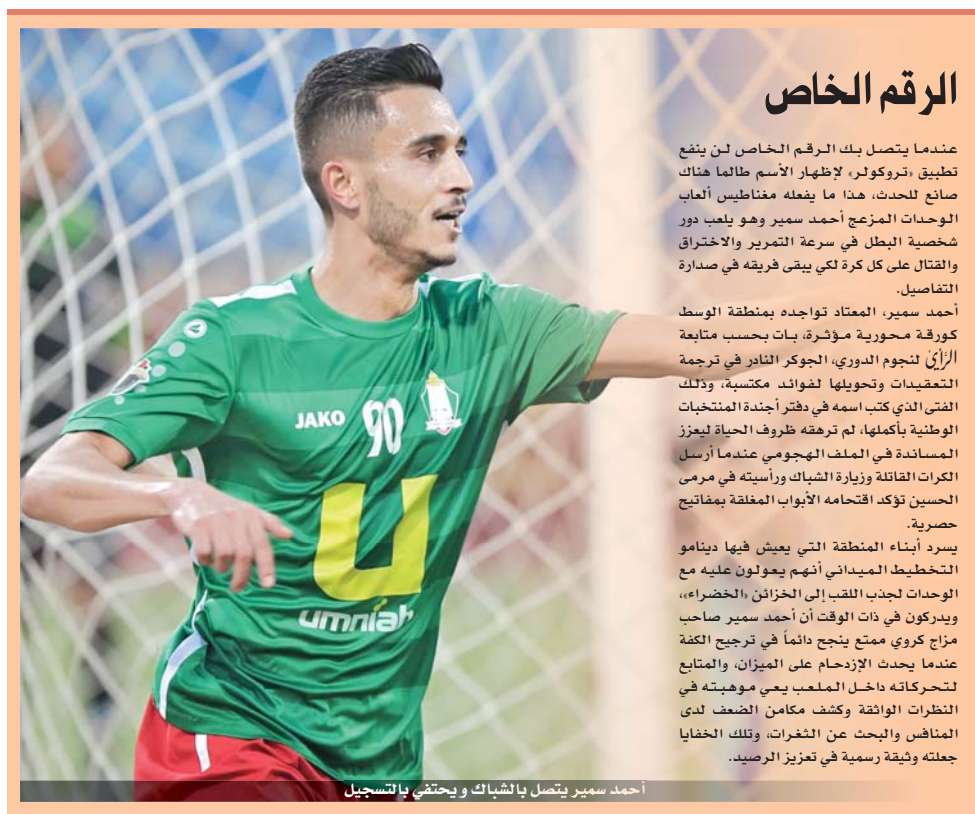 الرقم الخاص
عندما يتصل بك الرقم الخاص لن ينفع
تطبيق «تروكولر» لإظهار الأسم طالما هناك
صانع للحدث، هذا ما يفعله مغناطيس ألعاب
الوحدات المزعج أحمد سمير وهو يلعب دور
شخصية البطل في سرعة التمرير والاختراق
والقتال على كل كرة لكي يبقى فريقه في صدارة
التفاصيل.
أحمد سمير، المعتاد تواجده بمنطقة الوسط
كورقة محورية مؤثرة، بات بحسب متابعة
الرأي لنجوم الدوري، الجوكر النادر في ترجمة
التعقيدات وتحويلها لفوائد مكتسبة، وذلك
الفتى الذي كتب اسمه في دفتر أجندة المنتخبات
الوطنية بأكملها، لم ترهقه ظروف الحياة ليعزز
المساندة في الملف الهجومي عندما أرسل
الكرات القاتلة وزيارة الشباك ورأسيته في مرمى
الحسين تؤكد اقتحامه الأبواب المغلقة بمفاتيح
حصرية.
يسرد أبناء المنطقة التي يعيش فيها دينامو
التخطيط الميداني أنهم يعولون عليه مع
الوحدات لجذب اللقب إلى الخزائن «الخضراء»،
ويدركون في ذات الوقت أن أحمد سمير صاحب
مزاج كروي ممتع ينجح دائماً في ترجيح الكفة
عندما يحدث الإزدحام على الميزان، والمتابع
لتحركاته داخل الملعب يعي موهبته في
النظرات الواثقة وكشف مكامن الضعف لدى
المنافس والبحث عن الثغرات، وتلك الخفايا
جعلته وثيقة رسمية في تعزيز الرصيد.
JAKO
90
umniah
أحمد سمير يتصل بالشباك و يحتفي بالتسجيل